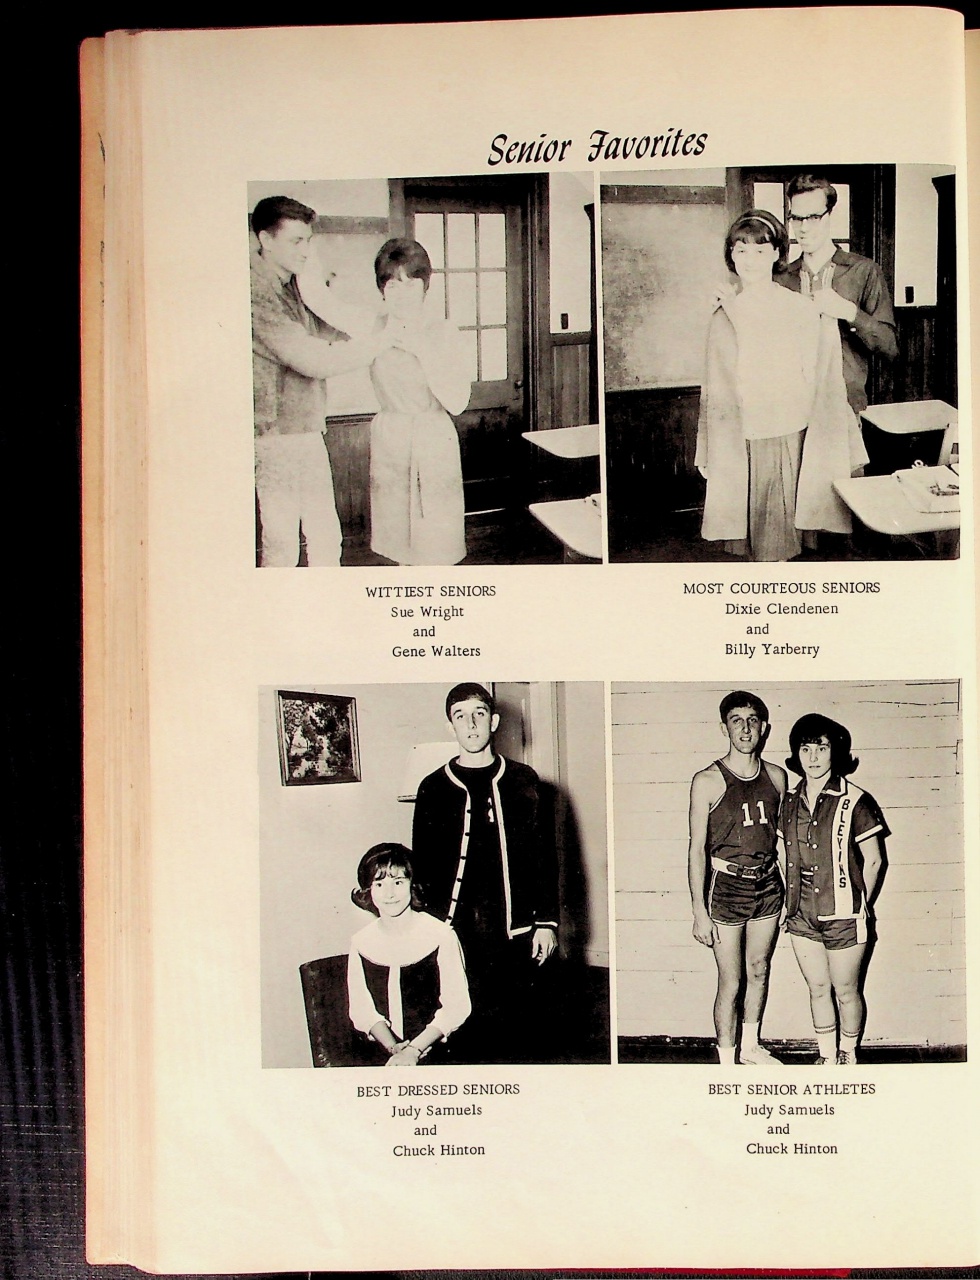 Senior Favorites
WITTIEST SENIORS
Sue Wright
and
Gene Walters
MOST COURTEOUS SENIORS
Dixie Clendenen
and
Billy Yarberry
11
BLEVINS
BEST DRESSED SENIORS
Judy Samuels
and
Chuck Hinton
BEST SENIOR ATHLETES
Judy Samuels
and
Chuck Hinton